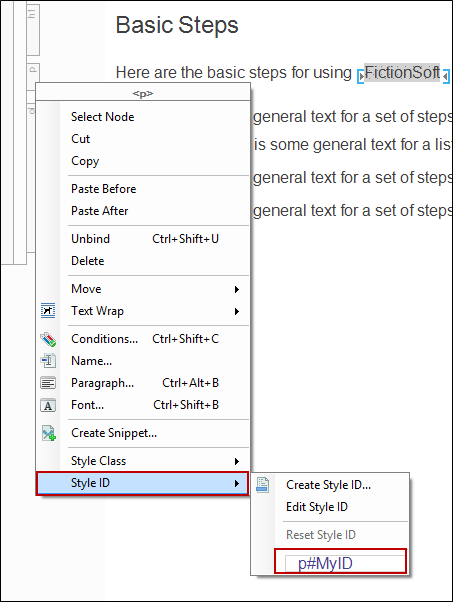 Basic Steps
Here are the basic steps for using FictionSoft
<p>
general text for a set of steps
is some general text for a lis
general text for a set of steps
general text for a set of steps
Select Node
Cut
Copy
Paste Before
Paste After
Unbind Ctrl+Shift+U
Delete
Move
Text Wrap
Conditions... Ctrl+Shift+C
Name...
Paragraph... Ctrl+Alt+B
Font... Ctrl+Shift+B
Create Snippet...
Style Class
Style ID
Create Style ID...
Edit Style ID
Reset Style ID
p#MyID